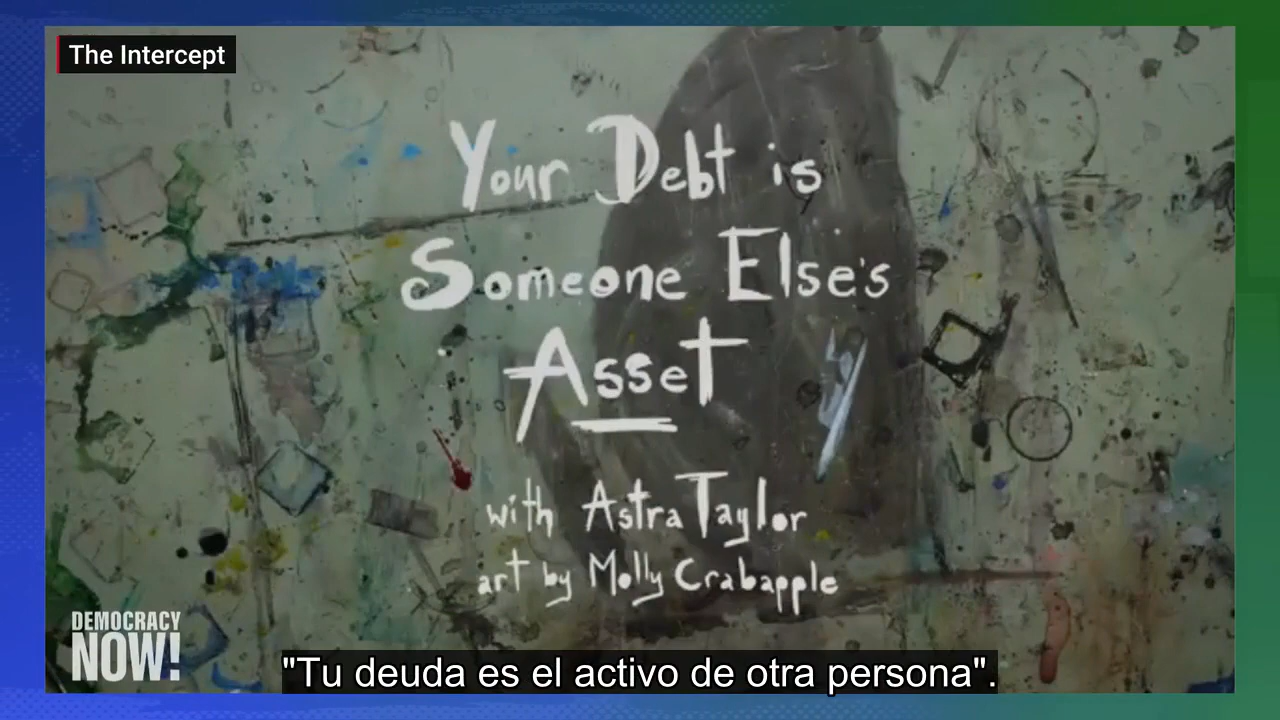 The Intercept
Your Debt is
Someone Else's
Asset
with Astra Taylor
art by Molly Crabapple
DEMOCRACY
NOW!
"Tu deuda es el activo de otra persona".